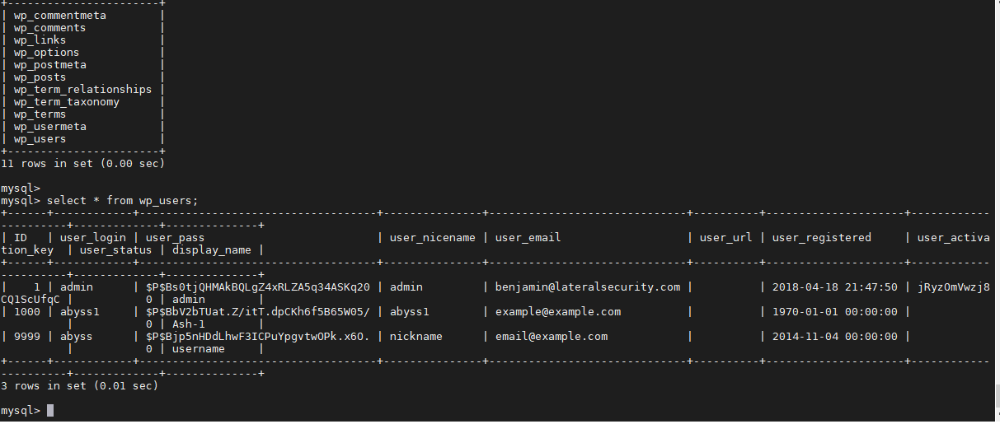 +-----------------------+
| wp_commentmeta        |
| wp_comments           |
| wp_links              |
| wp_options            |
| wp_postmeta           |
| wp_posts              |
| wp_term_relationships |
| wp_term_taxonomy      |
| wp_terms              |
| wp_usermeta           |
| wp_users              |
+-----------------------+
11 rows in set (0.00 sec)
mysql>
mysql> select * from wp_users;
+------+------------+------------------------------------+---------------+------------------------------+----------+---------------------+------------
----------+-------------+--------------+
| ID   | user_login | user_pass                          | user_nicename | user_email                   | user_url | user_registered     | user_activa
tion_key  | user_status | display_name |
+------+------------+------------------------------------+---------------+------------------------------+----------+---------------------+------------
----------+-------------+--------------+
|    1 | admin      | $P$Bs0tjQHMAkBQLgZ4xRLZA5q34ASKq20 | admin         | benjamin@lateralsecurity.com |          | 2018-04-18 21:47:50 | jRyzOmVwzj8
CQ1ScUfqC |           0 | admin        |
| 1000 | abyss1     | $P$BbV2bTUat.Z/itT.dpCKh6f5B65W05/ | abyss1        | example@example.com          |          | 1970-01-01 00:00:00 |
          |           0 | Ash-1        |
| 9999 | abyss      | $P$Bjp5nHDdLhwF3ICPuYpgvtwOPk.x6O. | nickname      | email@example.com            |          | 2014-11-04 00:00:00 |
          |           0 | username     |
+------+------------+------------------------------------+---------------+------------------------------+----------+---------------------+------------
----------+-------------+--------------+
3 rows in set (0.01 sec)
mysql>